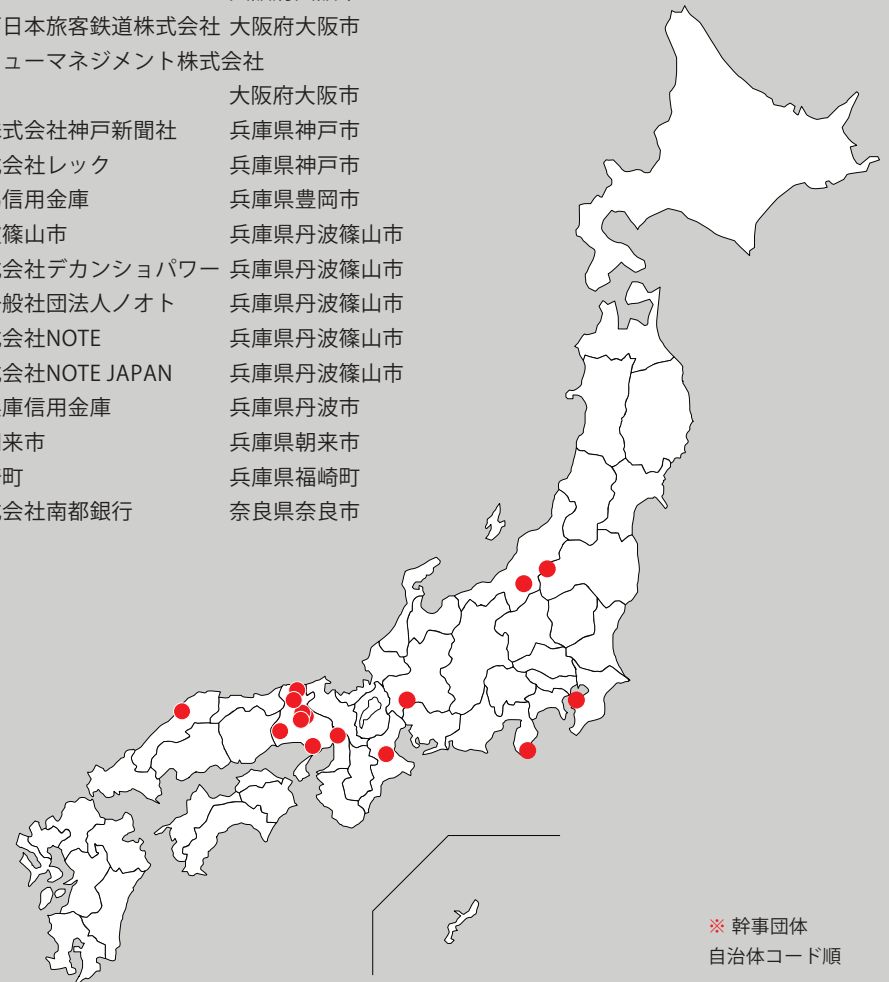 日本旅客鉄道株式会社 大阪府大阪市
ューマネジメント株式会社
大阪府大阪市
式会社神戸新聞社 兵庫県神戸市
会社レック 兵庫県神戸市
信用金庫 兵庫県豊岡市
篠山市 兵庫県丹波篠山市
会社デカンショパワー 兵庫県丹波篠山市
般社団法人ノオト 兵庫県丹波篠山市
会社NOTE 兵庫県丹波篠山市
会社NOTE JAPAN 兵庫県丹波篠山市
庫信用金庫 兵庫県丹波市
来市 兵庫県朝来市
町 兵庫県福崎町
会社南都銀行 奈良県奈良市
※ 幹事団体
自治体コード順